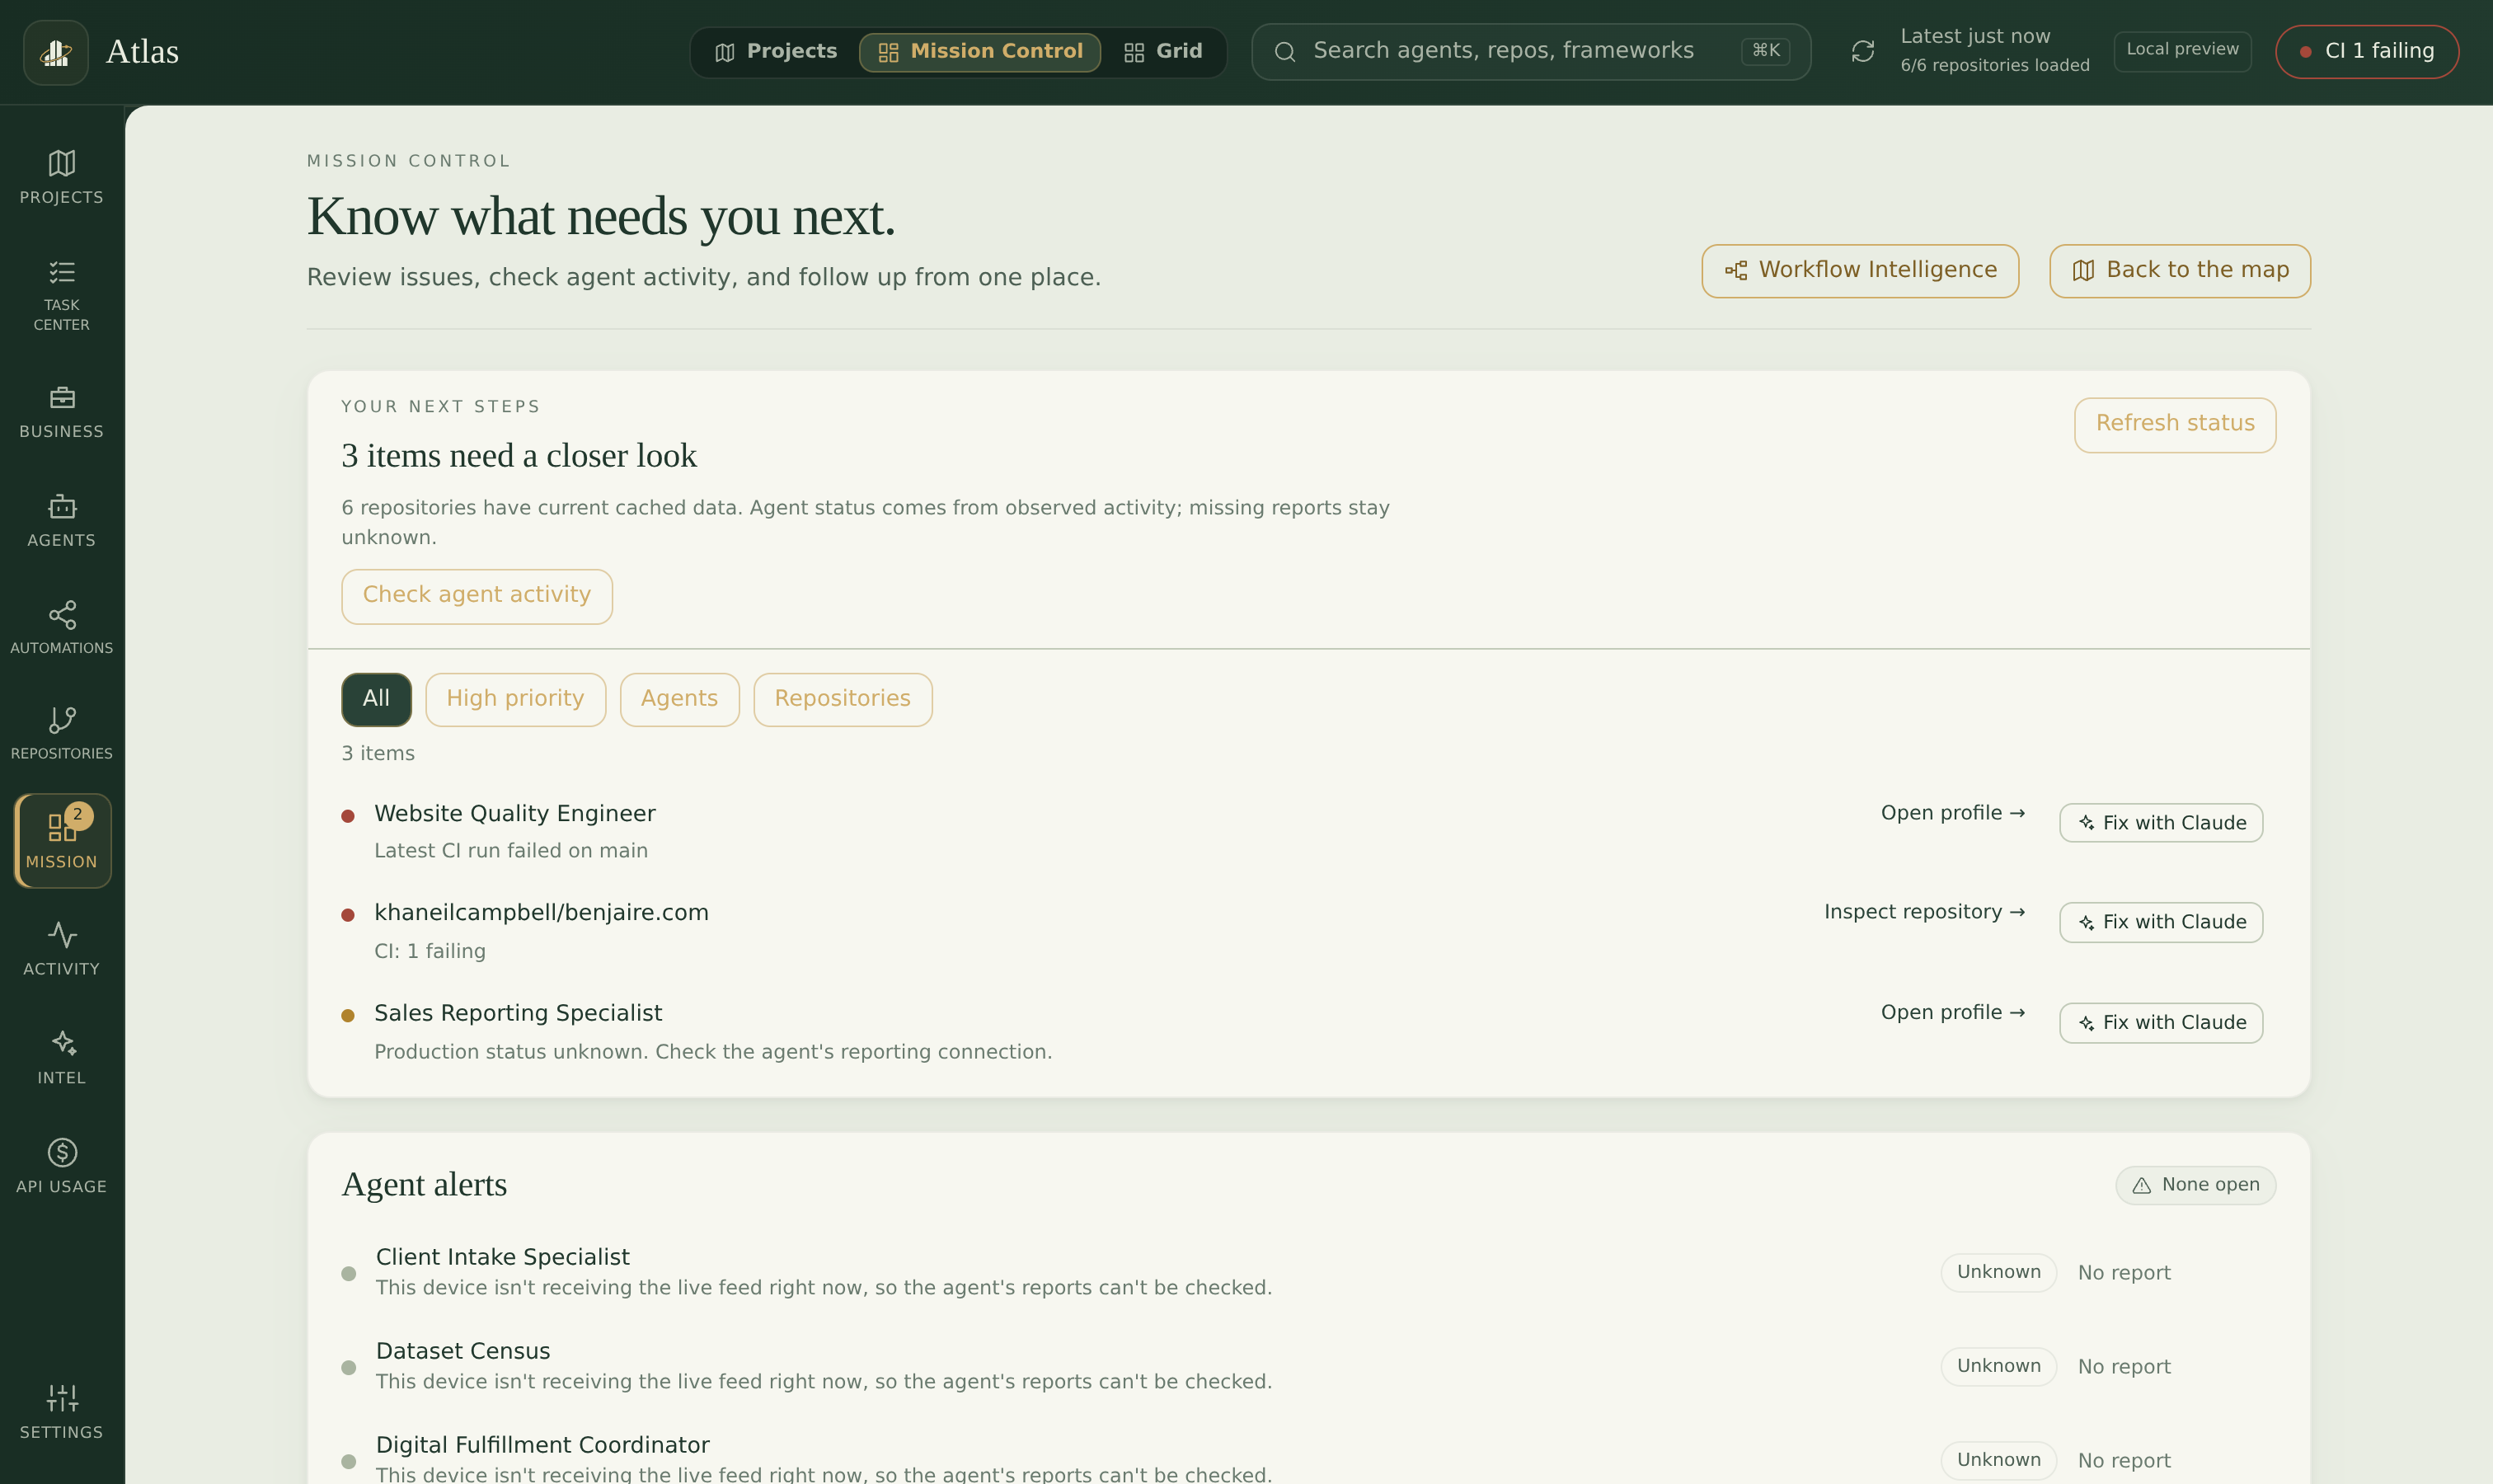 Atlas
Projects
Mission Control
Grid
Search agents, repos, frameworks
⌘K
Latest just now
6/6 repositories loaded
Local preview
CI 1 failing
PROJECTS
TASK
CENTER
BUSINESS
AGENTS
AUTOMATIONS
REPOSITORIES
2
MISSION
ACTIVITY
INTEL
API USAGE
SETTINGS
MISSION CONTROL
Know what needs you next.
Review issues, check agent activity, and follow up from one place.
Workflow Intelligence
Back to the map
YOUR NEXT STEPS
3 items need a closer look
6 repositories have current cached data. Agent status comes from observed activity; missing reports stay
unknown.
Refresh status
Check agent activity
All
High priority
Agents
Repositories
3 items
Website Quality Engineer
Latest CI run failed on main
Open profile →
Fix with Claude
khaneilcampbell/benjaire.com
CI: 1 failing
Inspect repository →
Fix with Claude
Sales Reporting Specialist
Production status unknown. Check the agent's reporting connection.
Open profile →
Fix with Claude
Agent alerts
None open
Client Intake Specialist
This device isn't receiving the live feed right now, so the agent's reports can't be checked.
Unknown
No report
Dataset Census
This device isn't receiving the live feed right now, so the agent's reports can't be checked.
Unknown
No report
Digital Fulfillment Coordinator
This device isn't receiving the live feed right now, so the agent's reports can't be checked.
Unknown
No report